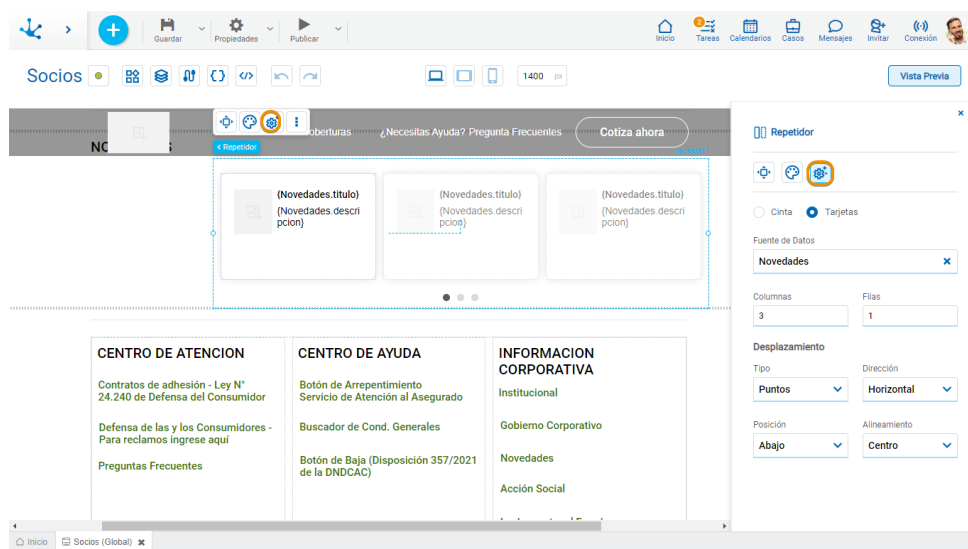 Guardar
Propiedades
Publicar
Inicio
2
Tareas
Calendarios
Casos
Mensajes
Invitar
Conexión
Socios
1400 px
Vista Previa
oberturas
¿Necesitas Ayuda? Pregunta Frecuentes
Cotiza ahora
Repetidor
{Novedades.titulo}
{Novedades.descri
pcion}
{Novedades.titulo}
{Novedades.descri
pcion}
{Novedades.titulo}
{Novedades.descri
pcion}
CENTRO DE ATENCION
Contratos de adhesión - Ley N°
24.240 de Defensa del Consumidor
Defensa de las y los Consumidores -
Para reclamos ingrese aquí
Preguntas Frecuentes
CENTRO DE AYUDA
Botón de Arrepentimiento
Servicio de Atención al Asegurado
Buscador de Cond. Generales
Botón de Baja (Disposición 357/2021
de la DNDCAC)
INFORMACION
CORPORATIVA
Institucional
Gobierno Corporativo
Novedades
Acción Social
Repetidor
Cinta
Tarjetas
Fuente de Datos
Novedades
Columnas
Filas
3
1
Desplazamiento
Tipo
Dirección
Puntos
Horizontal
Posición
Alineamiento
Abajo
Centro
Inicio
Socios (Global)